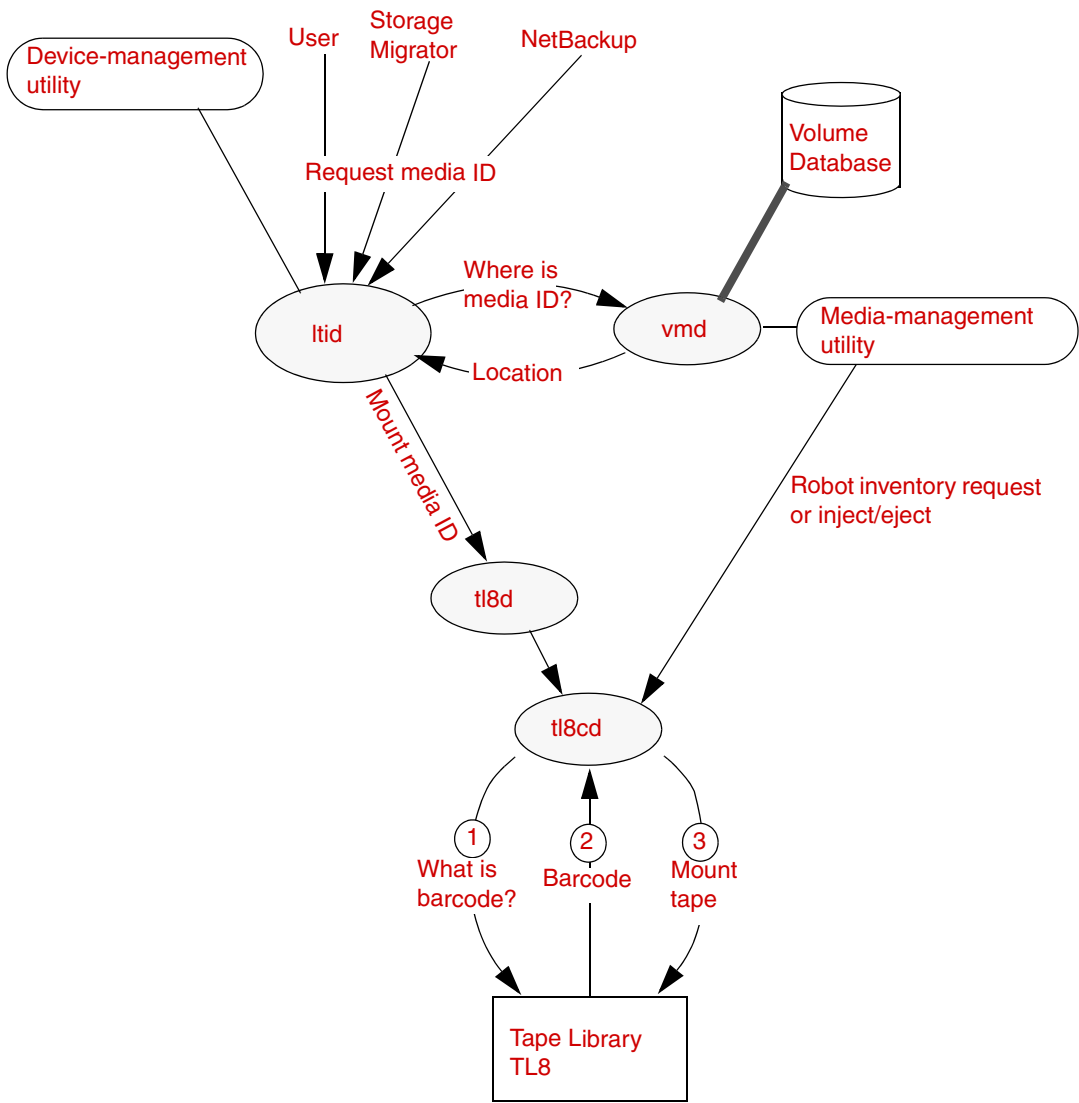 User
Storage
Migrator
NetBackup
Device-management
utility
Volume
Database
Request media ID
Where is
media ID?
ltid
vmd
Media-management
utility
Location
Mount media ID
Robot inventory request
or inject/eject
tl8d
tl8cd
1
What is
barcode?
2
Barcode
3
Mount
tape
Tape Library
TL8